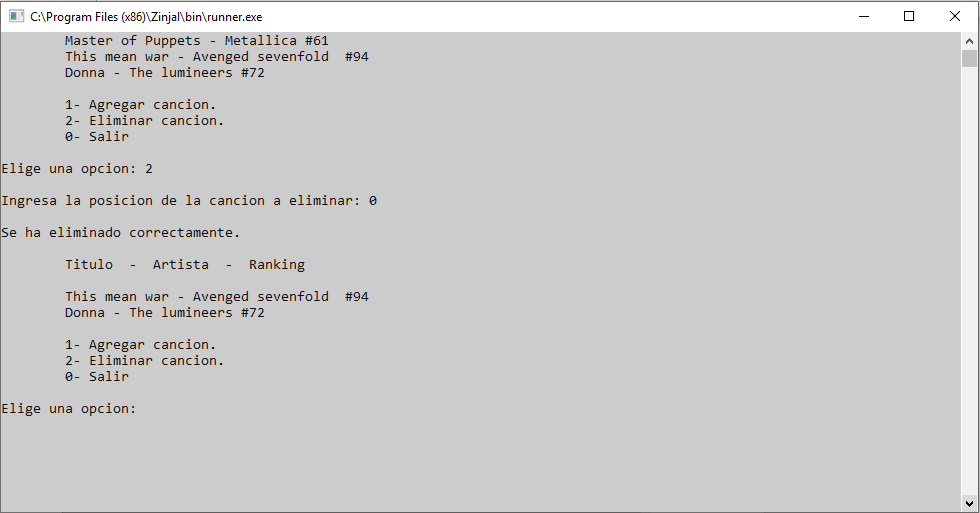 C:\Program Files (x86)\Zinjal\bin\runner.exe
Master of Puppets - Metallica #61
This mean war - Avenged sevenfold  #94
Donna - The lumineers #72
1- Agregar cancion.
2- Eliminar cancion.
0- Salir
Elige una opcion: 2
Ingresa la posicion de la cancion a eliminar: 0
Se ha eliminado correctamente.
Titulo  -  Artista  -  Ranking
This mean war - Avenged sevenfold  #94
Donna - The lumineers #72
1- Agregar cancion.
2- Eliminar cancion.
0- Salir
Elige una opcion: